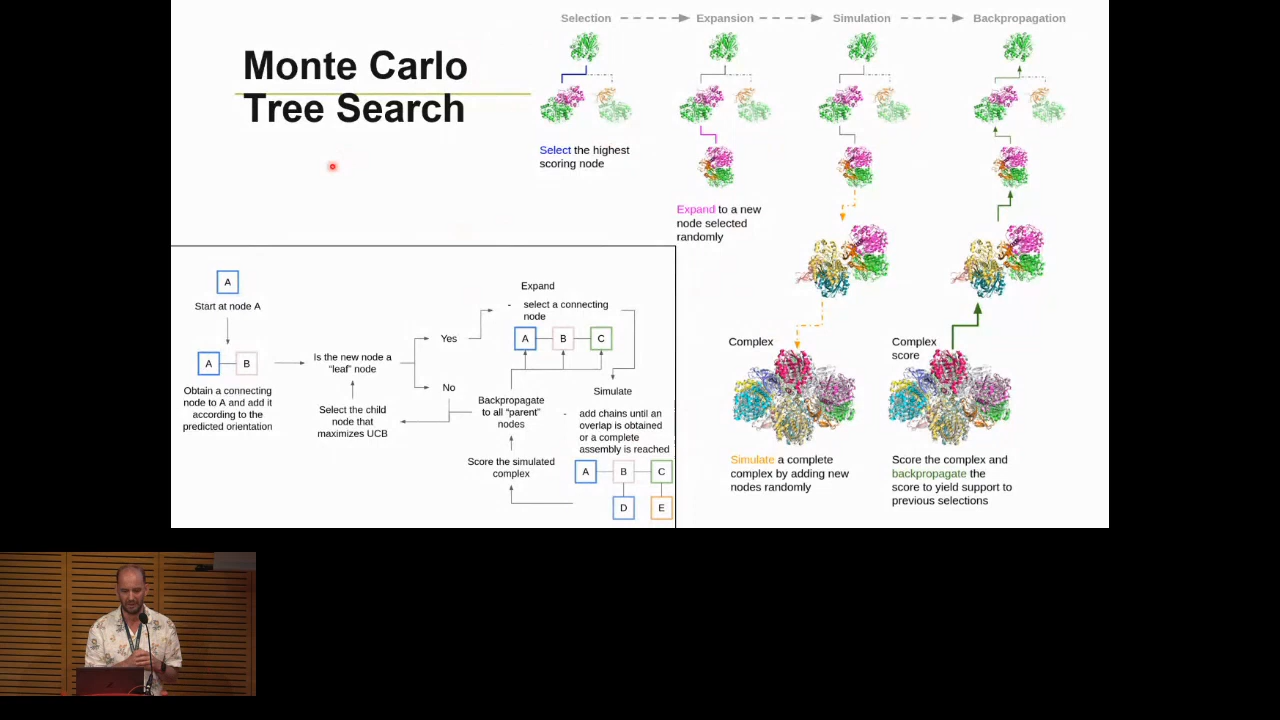 Monte Carlo
Tree Search
Selection
Expansion
Simulation
Backpropagation
Select the highest
scoring node
Expand to a new
node selected
randomly
Complex
Simulate a complete
complex by adding new
nodes randomly
Complex
score
Score the complex and
backpropagate the
score to yield support to
previous selections
A
Start at node A
A
B
Obtain a connecting
node to A and add it
according to the
predicted orientation
Is the new node a
“leaf” node
Select the child
node that
maximizes UCB
Yes
No
Expand
- select a connecting
node
A
B
C
Simulate
- add chains until an
overlap is obtained
or a complete
assembly is reached
A
B
C
D
E
Score the simulated
complex
Backpropagate
to all “parent”
nodes